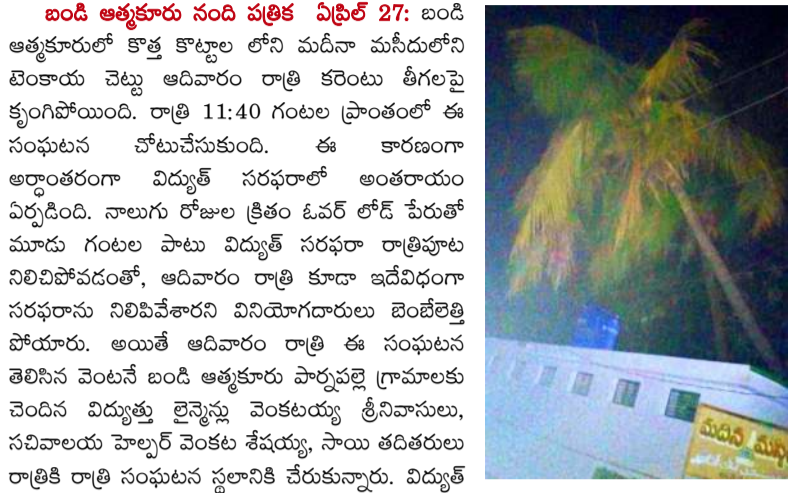 బండి ఆత్మకూరు నంది పత్రిక ఏప్రిల్ 27: బండి
ఆత్మకూరులో కొత్త కొట్టాల లోని మదీనా మసీదులోని
టెంకాయ చెట్టు ఆదివారం రాత్రి కరెంటు తీగలపై
కృంగిపోయింది. రాత్రి 11:40 గంటల ప్రాంతంలో ఈ
సంఘటన చోటుచేసుకుంది. ఈ కారణంగా
అర్ధాంతరంగా విద్యుత్ సరఫరాలో అంతరాయం
ఏర్పడింది. నాలుగు రోజుల క్రితం ఓవర్ లోడ్ పేరుతో
మూడు గంటల పాటు విద్యుత్ సరఫరా రాత్రిపూట
నిలిచిపోవడంతో, ఆదివారం రాత్రి కూడా ఇదేవిధంగా
సరఫరాను నిలిపివేశారని వినియోగదారులు బెంబేలెత్తి
పోయారు. అయితే ఆదివారం రాత్రి ఈ సంఘటన
తెలిసిన వెంటనే బండి ఆత్మకూరు పార్నపల్లె గ్రామాలకు
చెందిన విద్యుత్తు లైన్మెన్లు వెంకటయ్య శ్రీనివాసులు,
సచివాలయ హెల్పర్ వెంకట శేషయ్య, సాయి తదితరులు
రాత్రికి రాత్రి సంఘటన స్థలానికి చేరుకున్నారు. విద్యుత్
మదీన